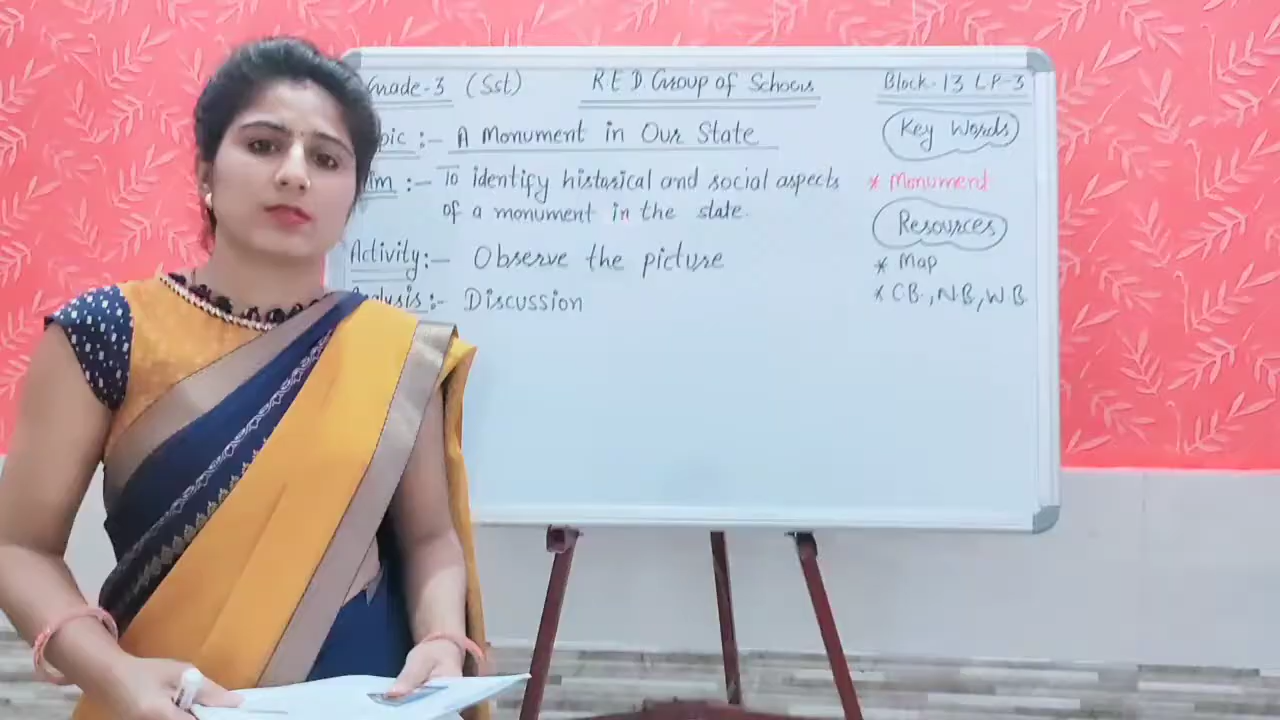 Grade-3 (Sst)
R E D Group of Schools
Block-13 LP-3
Topic :- A Monument in Our State
Aim :- To identify historical and social aspects
of a monument in the state.
Activity:- Observe the picture
:- Discussion
Key Words
* Monument
Resources
* Map
* C B., N.B, W B